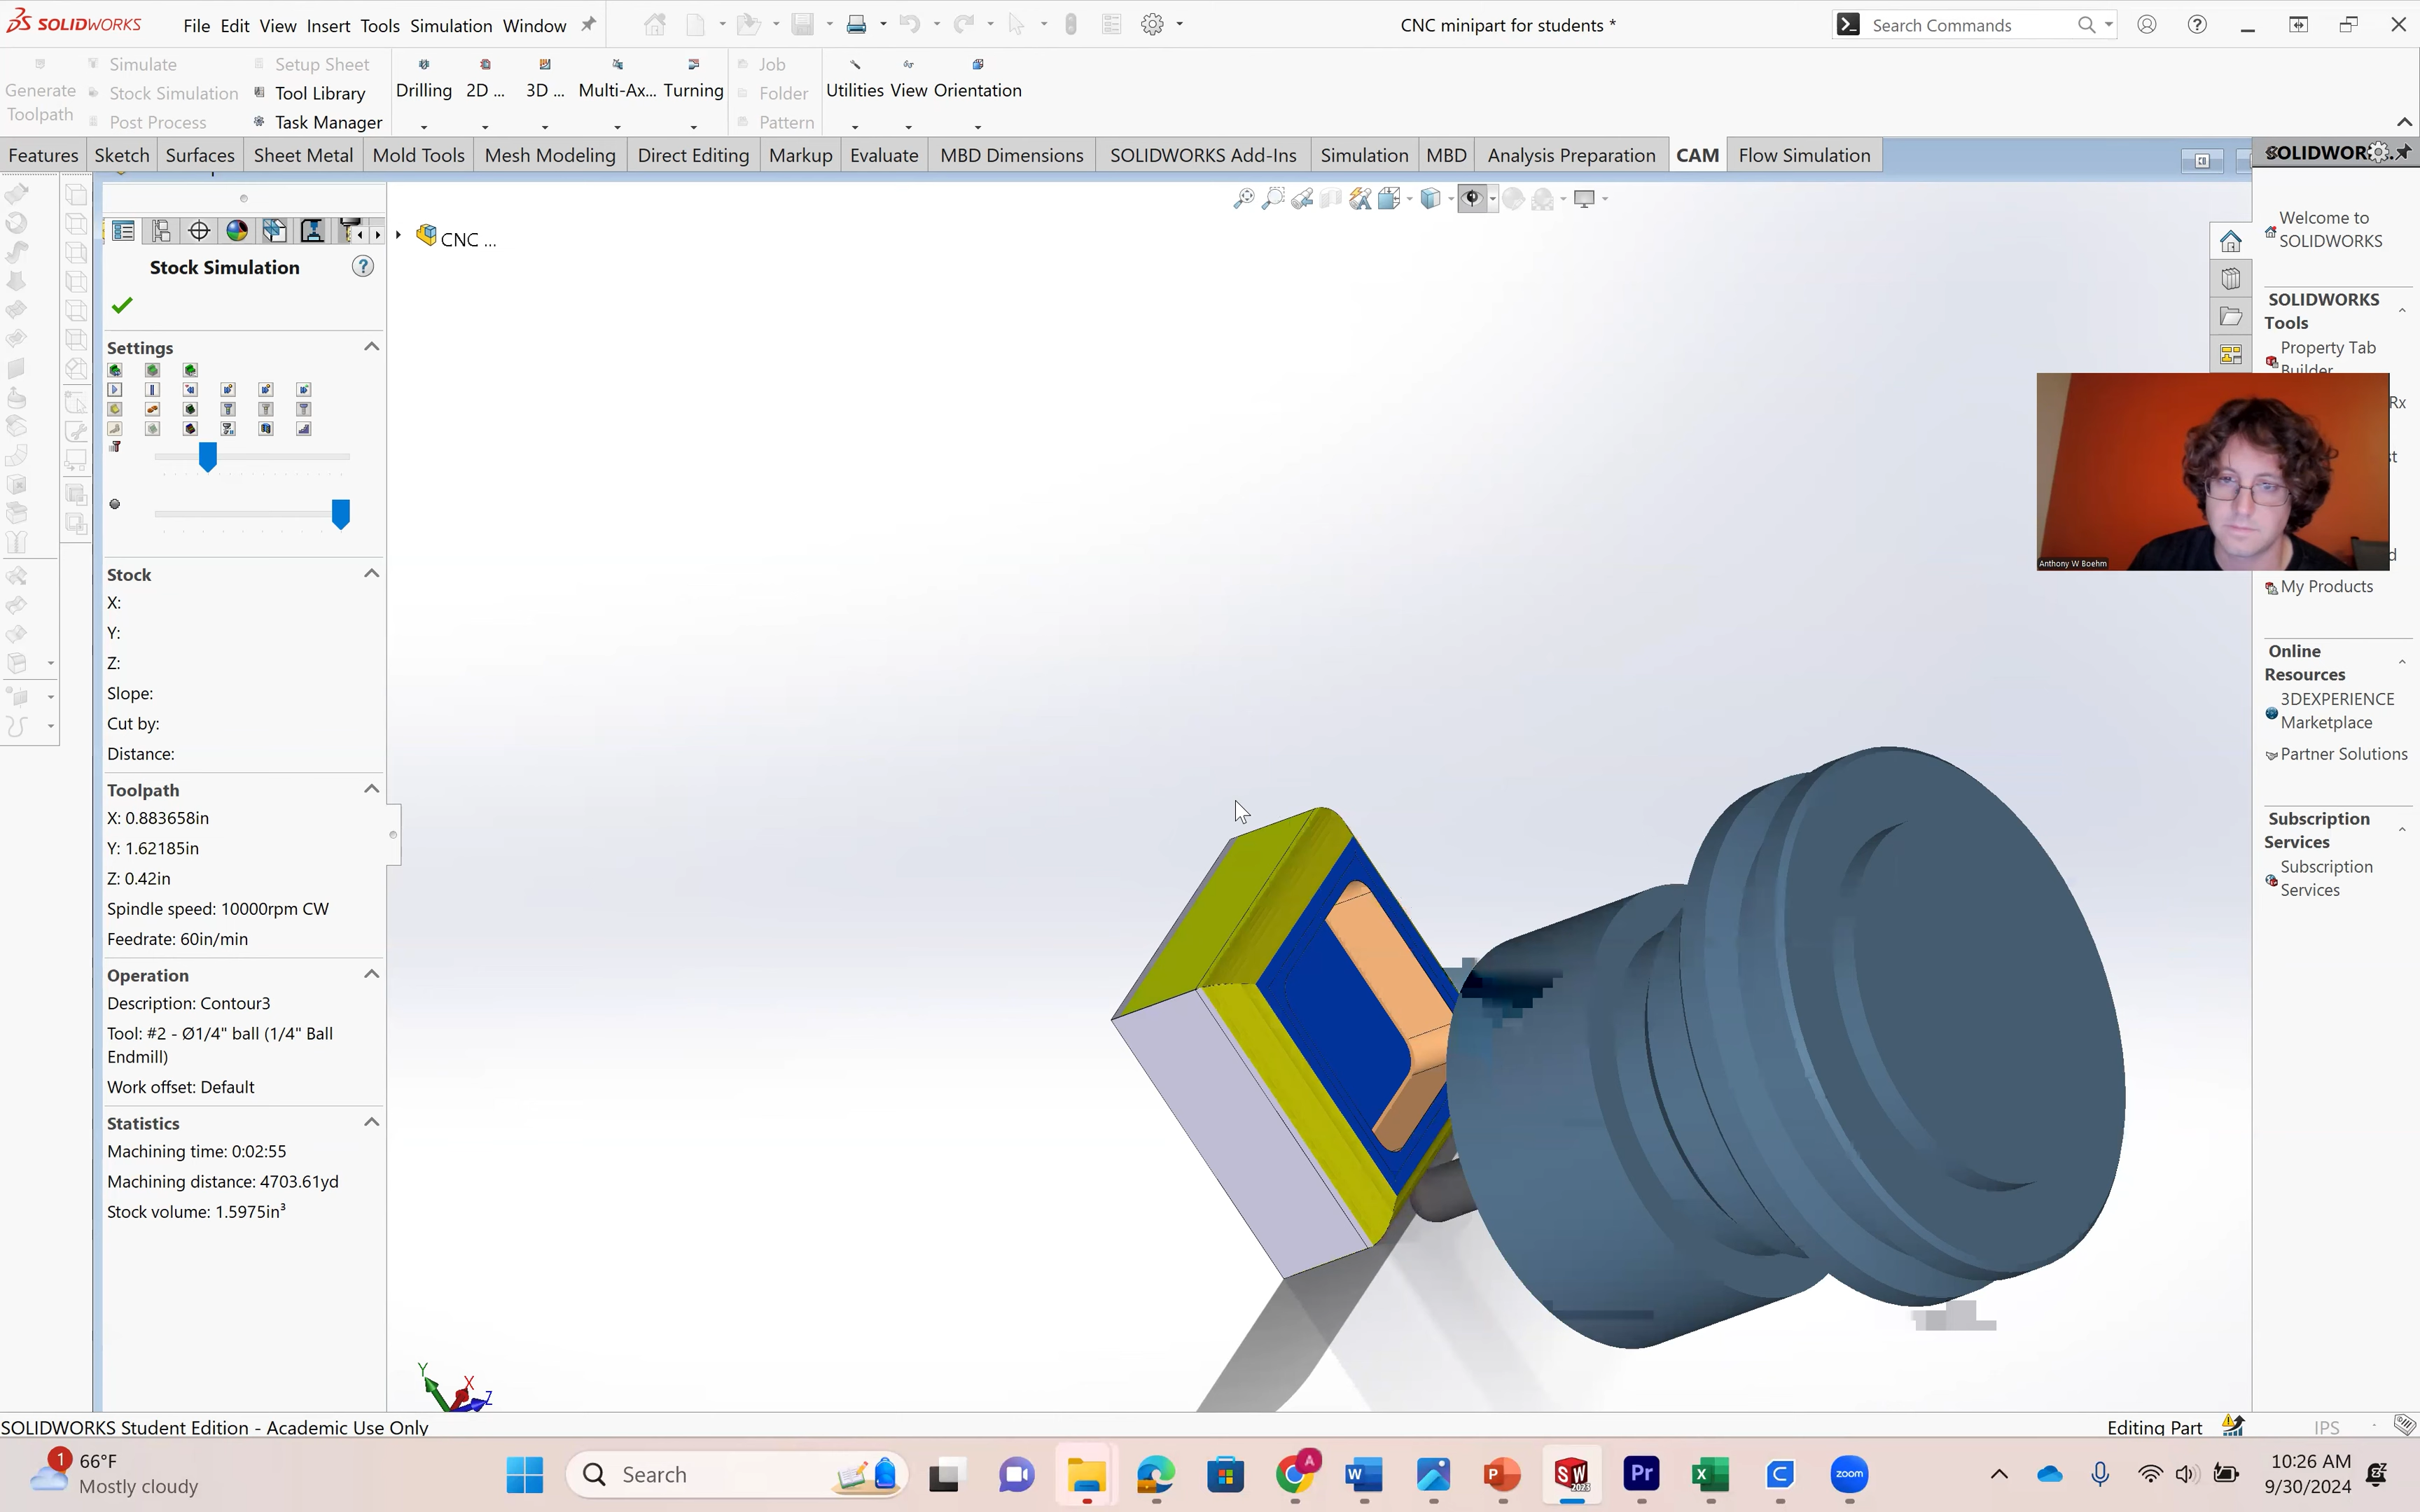 SOLIDWORKS
File Edit View Insert Tools Simulation Window
CNC minipart for students *
Search Commands
Generate
Toolpath
Simulate
Stock Simulation
Post Process
Setup Sheet
Tool Library
Task Manager
Drilling 2D ... 3D ... Multi-Ax... Turning
Job
Folder
Pattern
Utilities View Orientation
Features Sketch Surfaces Sheet Metal Mold Tools Mesh Modeling Direct Editing Markup Evaluate MBD Dimensions SOLIDWORKS Add-Ins Simulation MBD Analysis Preparation CAM Flow Simulation
CNC ...
Stock Simulation
Settings
Stock
X:
Y:
Z:
Slope:
Cut by:
Distance:
Toolpath
X: 0.883658in
Y: 1.62185in
Z: 0.42in
Spindle speed: 10000rpm CW
Feedrate: 60in/min
Operation
Description: Contour3
Tool: #2 - Ø1/4" ball (1/4" Ball
Endmill)
Work offset: Default
Statistics
Machining time: 0:02:55
Machining distance: 4703.61yd
Stock volume: 1.5975in³
Y
X
Z
SOLIDWOR...
Welcome to
SOLIDWORKS
SOLIDWORKS
Tools
Property Tab
Builder
Rx
Anthony W Boehm
My Products
Online
Resources
3DEXPERIENCE
Marketplace
Partner Solutions
Subscription
Services
Subscription
Services
SOLIDWORKS Student Edition - Academic Use Only
Editing Part
IPS
1
66°F
Mostly cloudy
Search
A
W
P
SW
2023
Pr
X
C
zoom
10:26 AM
9/30/2024